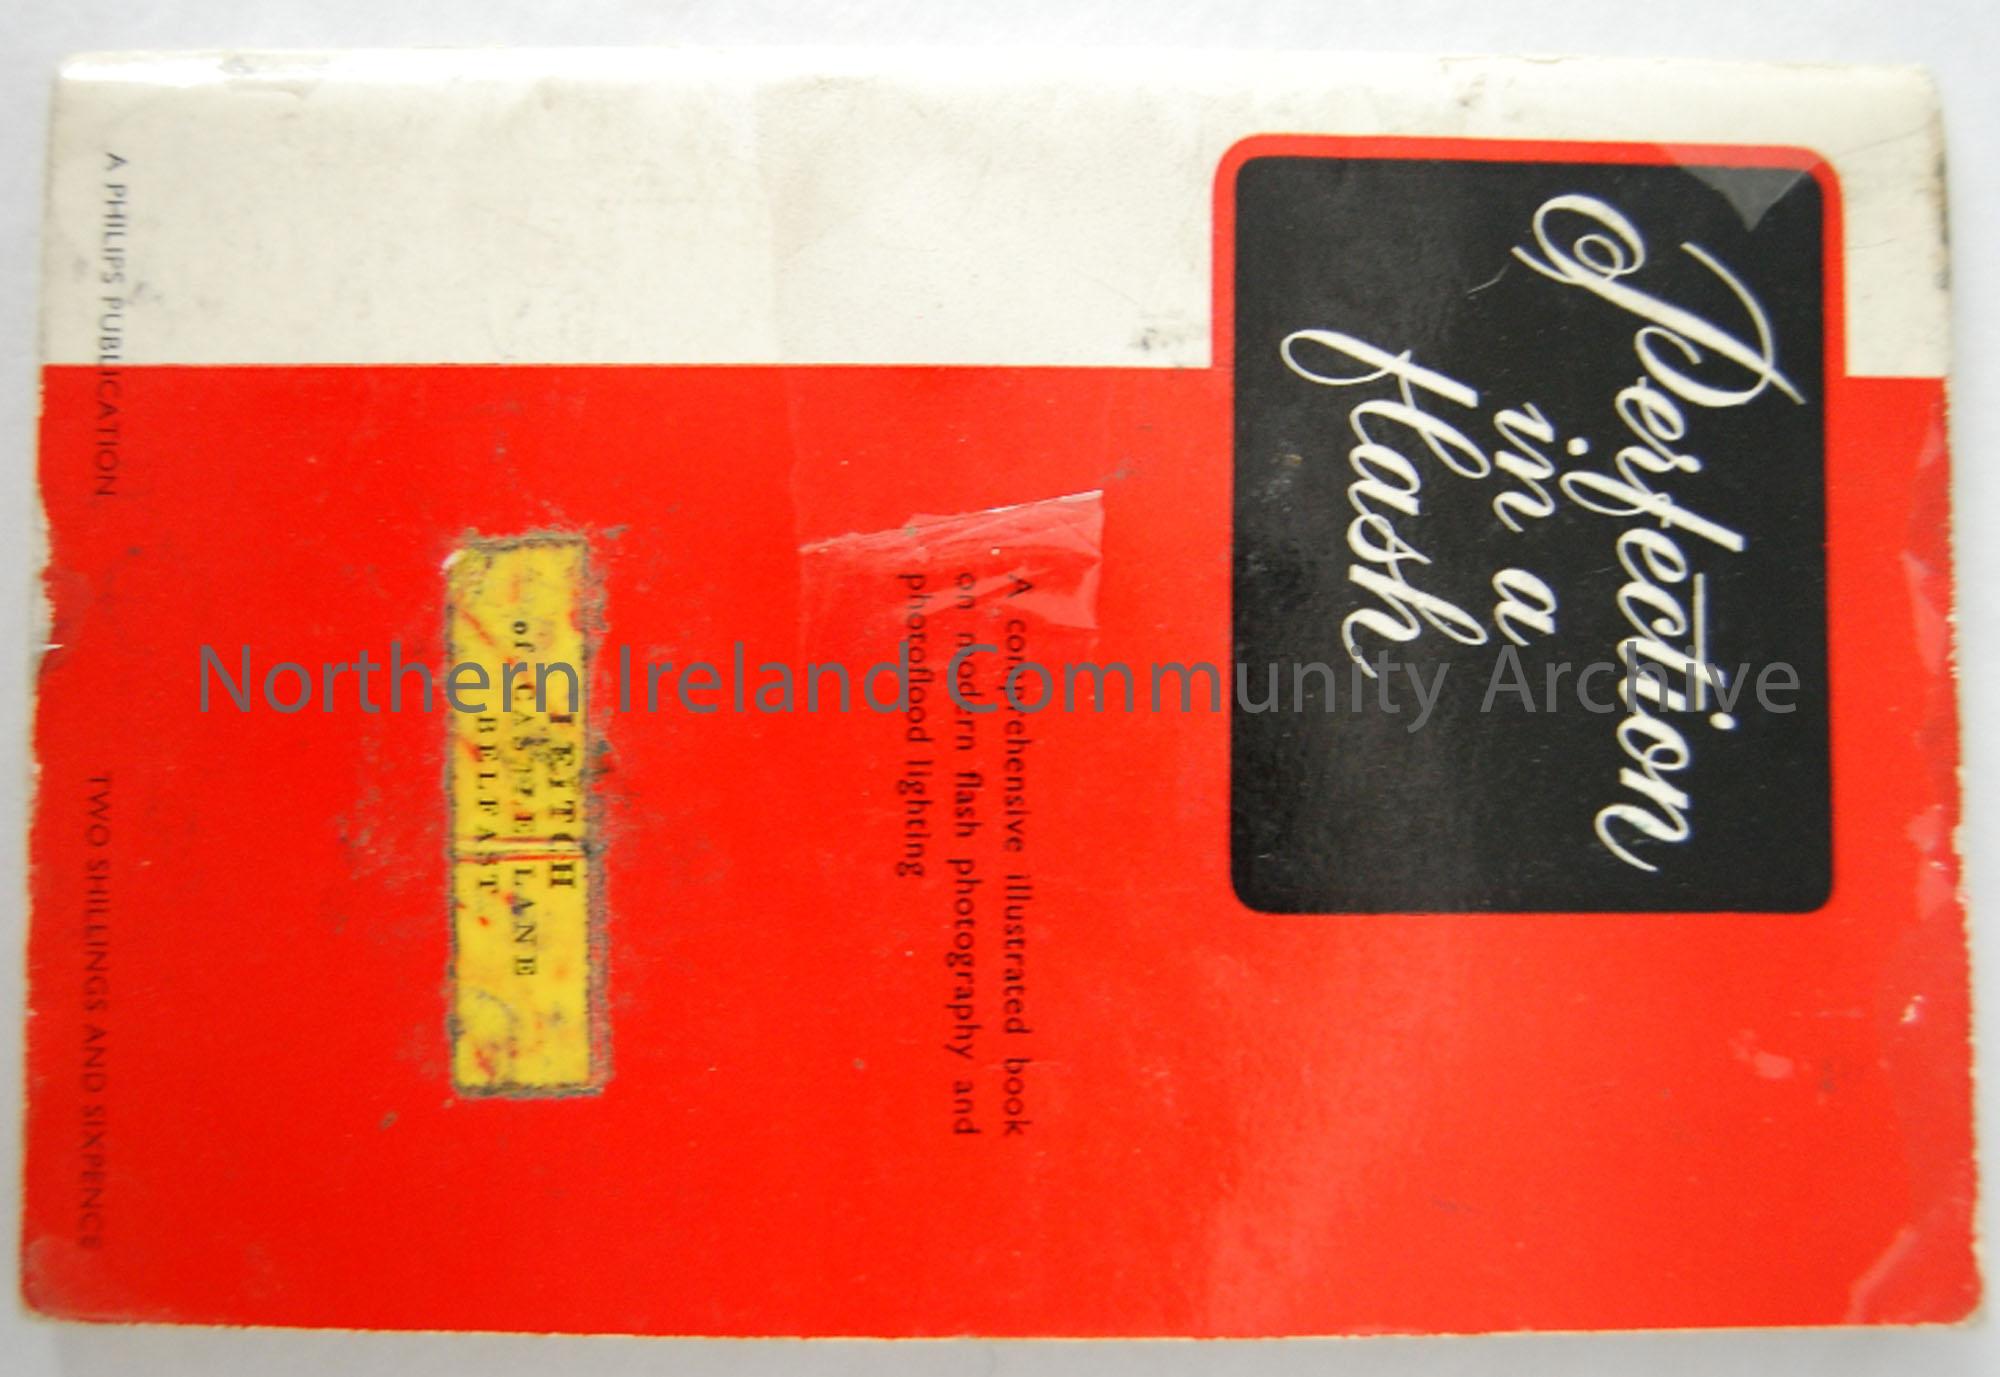 Perfection
in a
flash
A comprehensive illustrated book
on modern flash photography and
photoflood lighting
LEITCH
of CASTLE LANE
BELFAST
A PHILIPS PUBLICATION
TWO SHILLINGS AND SIXPENCE
Northern Ireland Community Archive